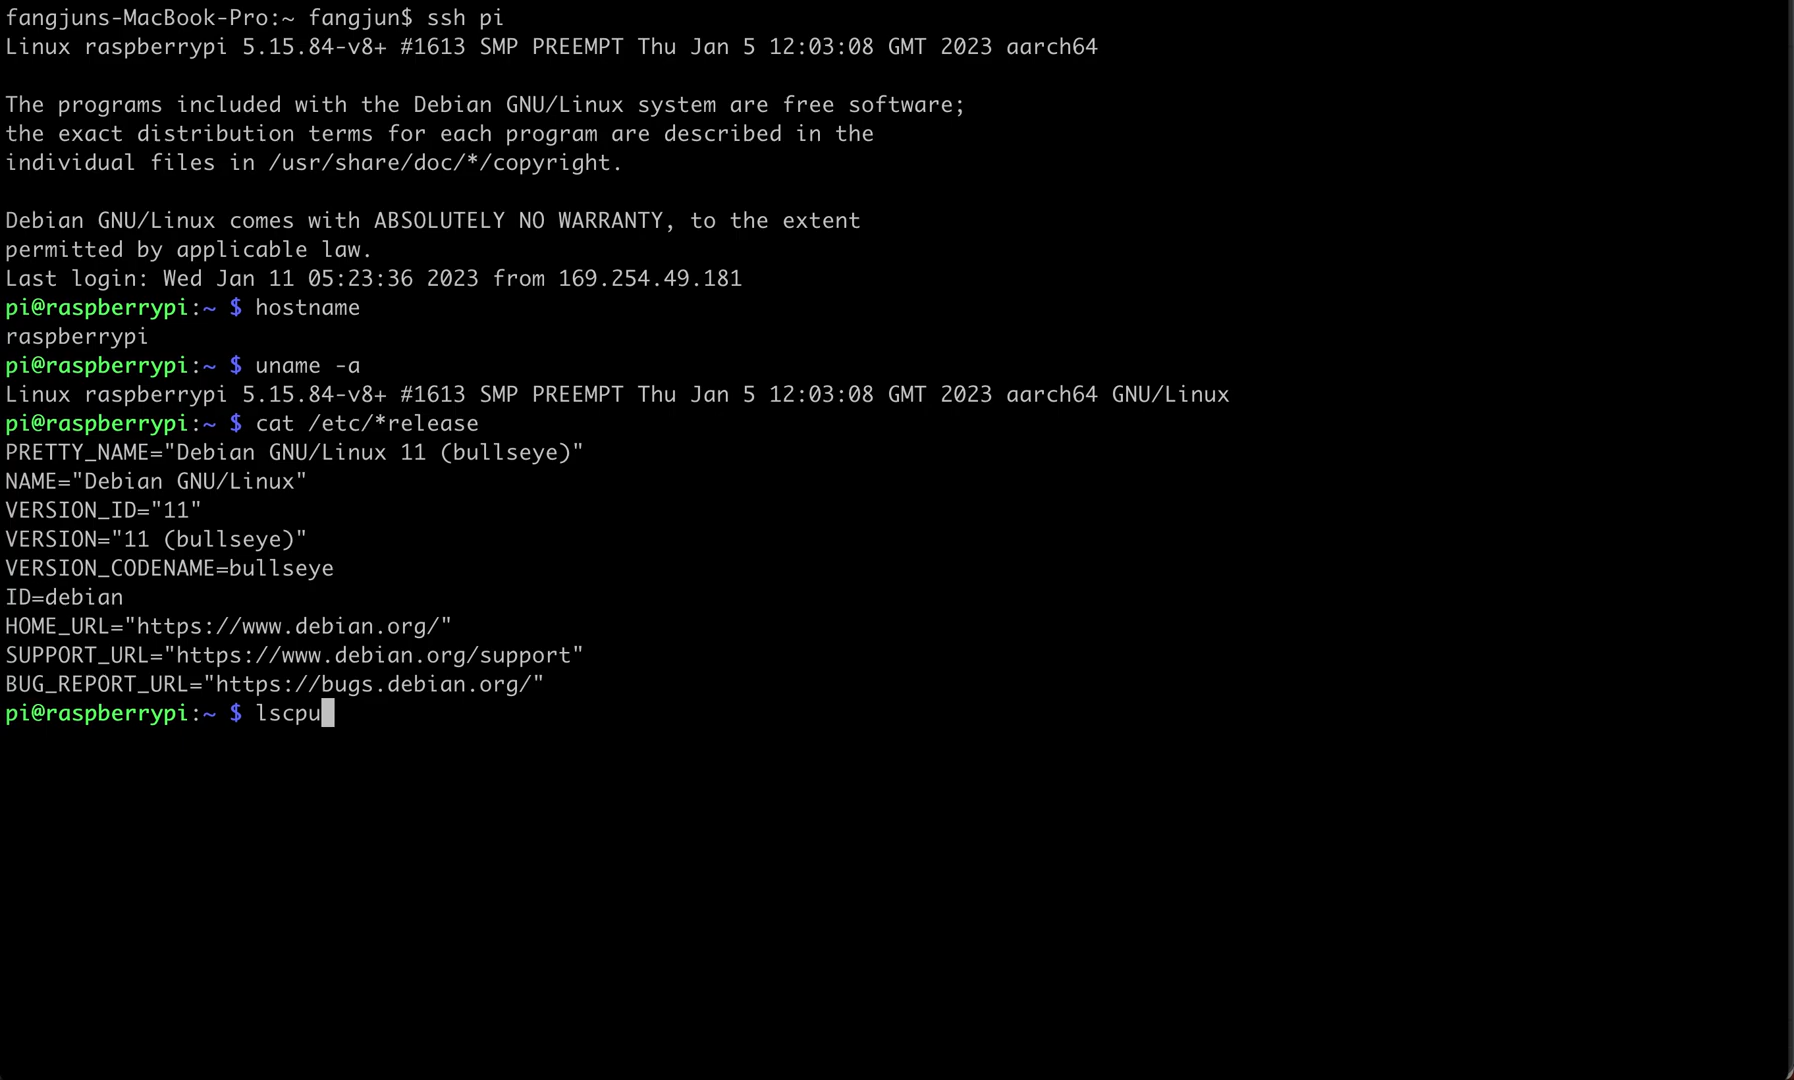 fangjuns-MacBook-Pro:~ fangjun$ ssh pi
Linux raspberrypi 5.15.84-v8+ #1613 SMP PREEMPT Thu Jan 5 12:03:08 GMT 2023 aarch64
The programs included with the Debian GNU/Linux system are free software;
the exact distribution terms for each program are described in the
individual files in /usr/share/doc/*/copyright.
Debian GNU/Linux comes with ABSOLUTELY NO WARRANTY, to the extent
permitted by applicable law.
Last login: Wed Jan 11 05:23:36 2023 from 169.254.49.181
pi@raspberrypi:~ $ hostname
raspberrypi
pi@raspberrypi:~ $ uname -a
Linux raspberrypi 5.15.84-v8+ #1613 SMP PREEMPT Thu Jan 5 12:03:08 GMT 2023 aarch64 GNU/Linux
pi@raspberrypi:~ $ cat /etc/*release
PRETTY_NAME="Debian GNU/Linux 11 (bullseye)"
NAME="Debian GNU/Linux"
VERSION_ID="11"
VERSION="11 (bullseye)"
VERSION_CODENAME=bullseye
ID=debian
HOME_URL="https://www.debian.org/"
SUPPORT_URL="https://www.debian.org/support"
BUG_REPORT_URL="https://bugs.debian.org/"
pi@raspberrypi:~ $ lscpu